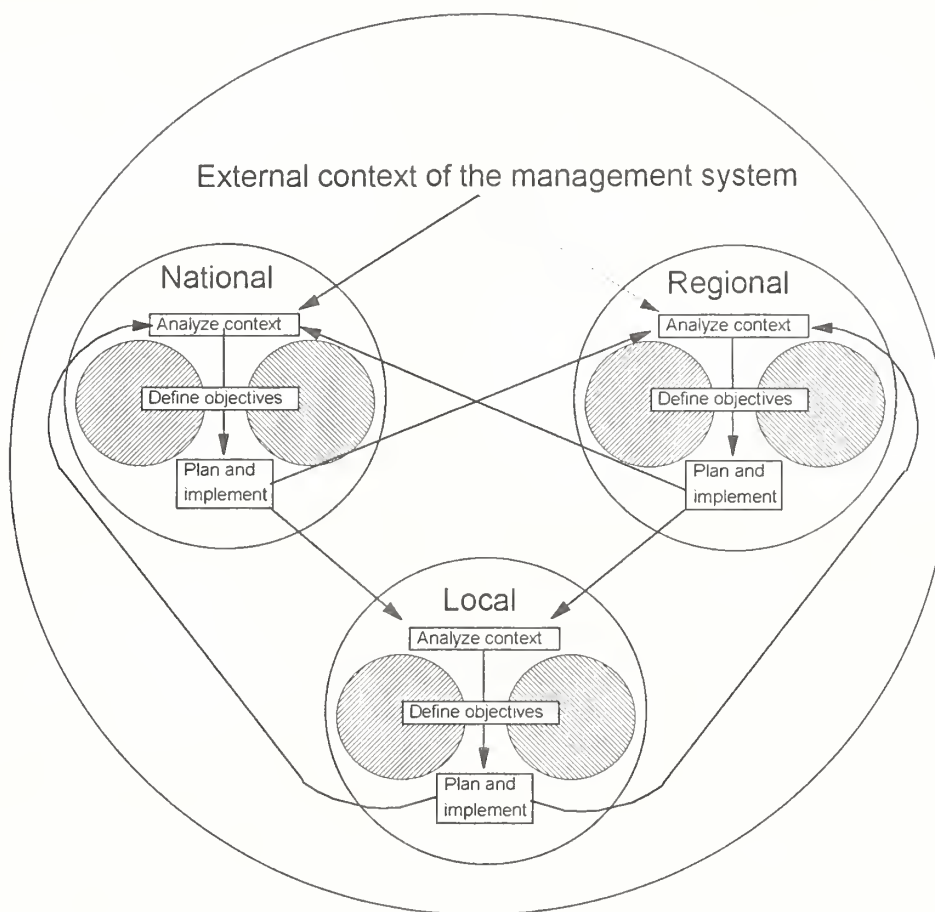 External context of the management system
National
Analyze context
Define objectives
Plan and
implement
Regional
Analyze context
Define objectives
Plan and
implement
Local
Analyze context
Define objectives
Plan and
implement